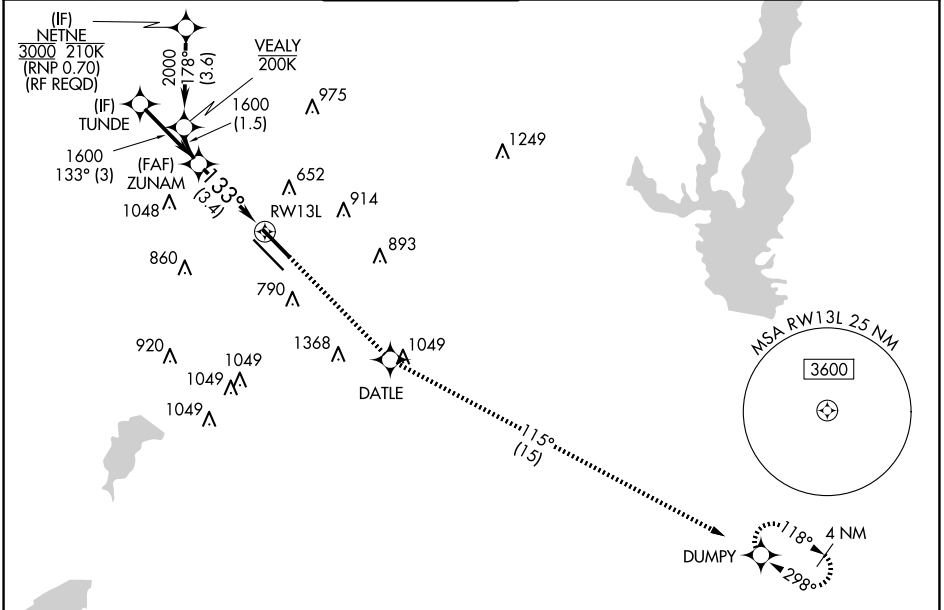 (IF)
NETNE
3000 210K
(RNP 0.70)
(RF REQD)
2000
178°
(3.6)
VEALY
200K
(IF)
TUNDE
1600
(1.5)
975
1249
1600
133° (3)
(FAF)
ZUNAM
133°
(3.4)
652
1048
914
RW13L
893
860
790
MSA RW13L 25 NM
3600
920
1049
1049
1049
1368
1049
DATLE
115°
(15)
118°
4 NM
DUMPY
298°